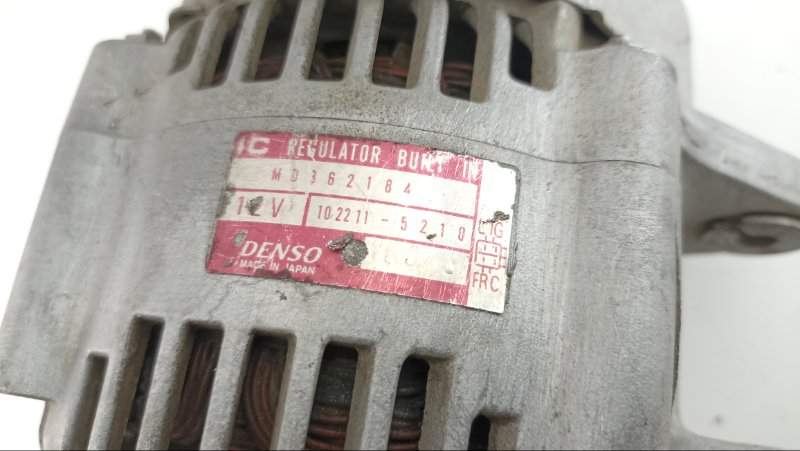 IC REGULATOR BUILT IN
MD362184
12V 102211-5210
DENSO
MADE IN JAPAN
L IG
FRC